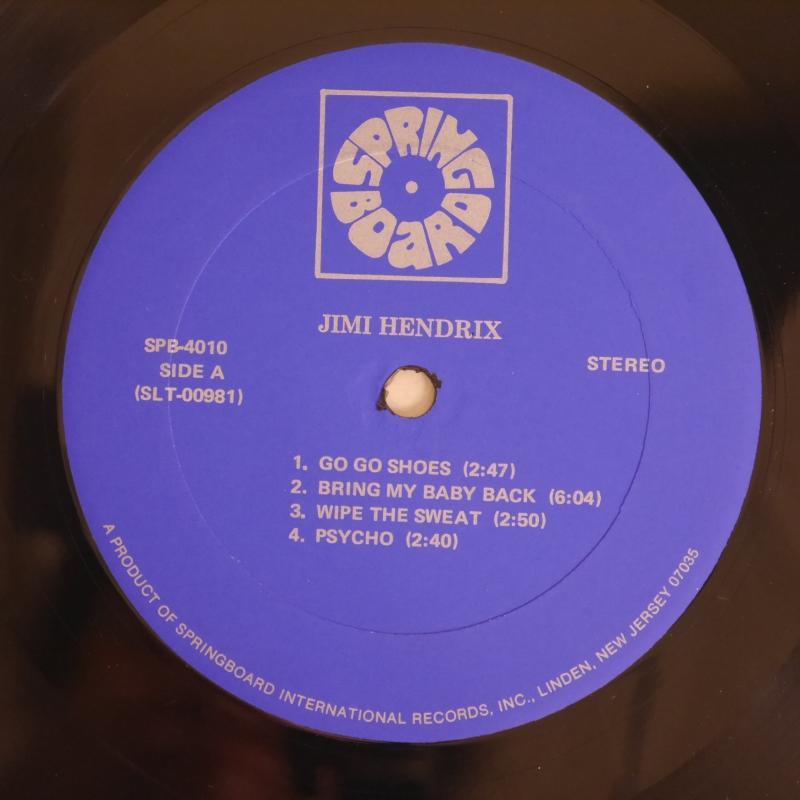 SPRING
BOARD
JIMI HENDRIX
SPB-4010
SIDE A
(SLT-00981)
STEREO
1. GO GO SHOES (2:47)
2. BRING MY BABY BACK (6:04)
3. WIPE THE SWEAT (2:50)
4. PSYCHO (2:40)
A PRODUCT OF SPRINGBOARD INTERNATIONAL RECORDS, INC., LINDEN, NEW JERSEY 07035